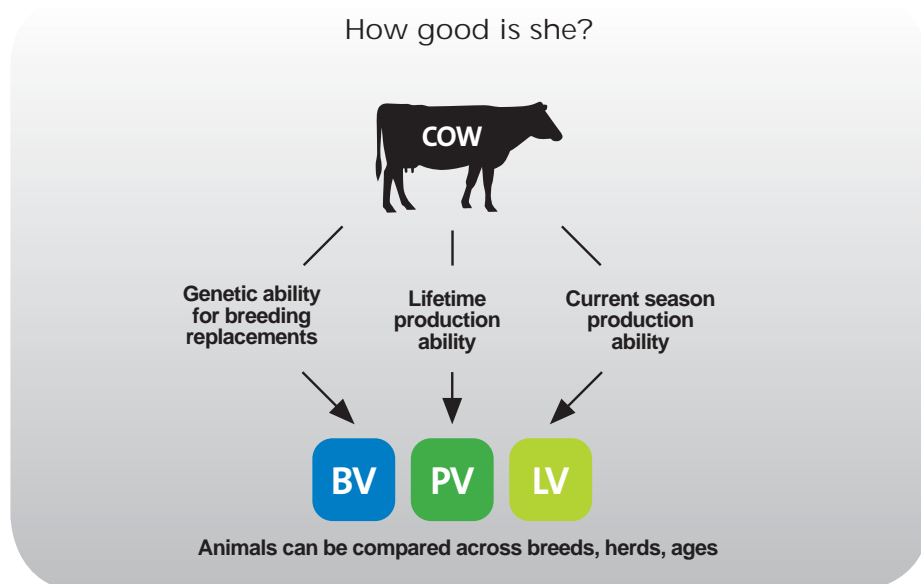 How good is she?
COW
Genetic ability
for breeding
replacements
Lifetime
production
ability
Current season
production
ability
BV
PV
LV
Animals can be compared across breeds, herds, ages